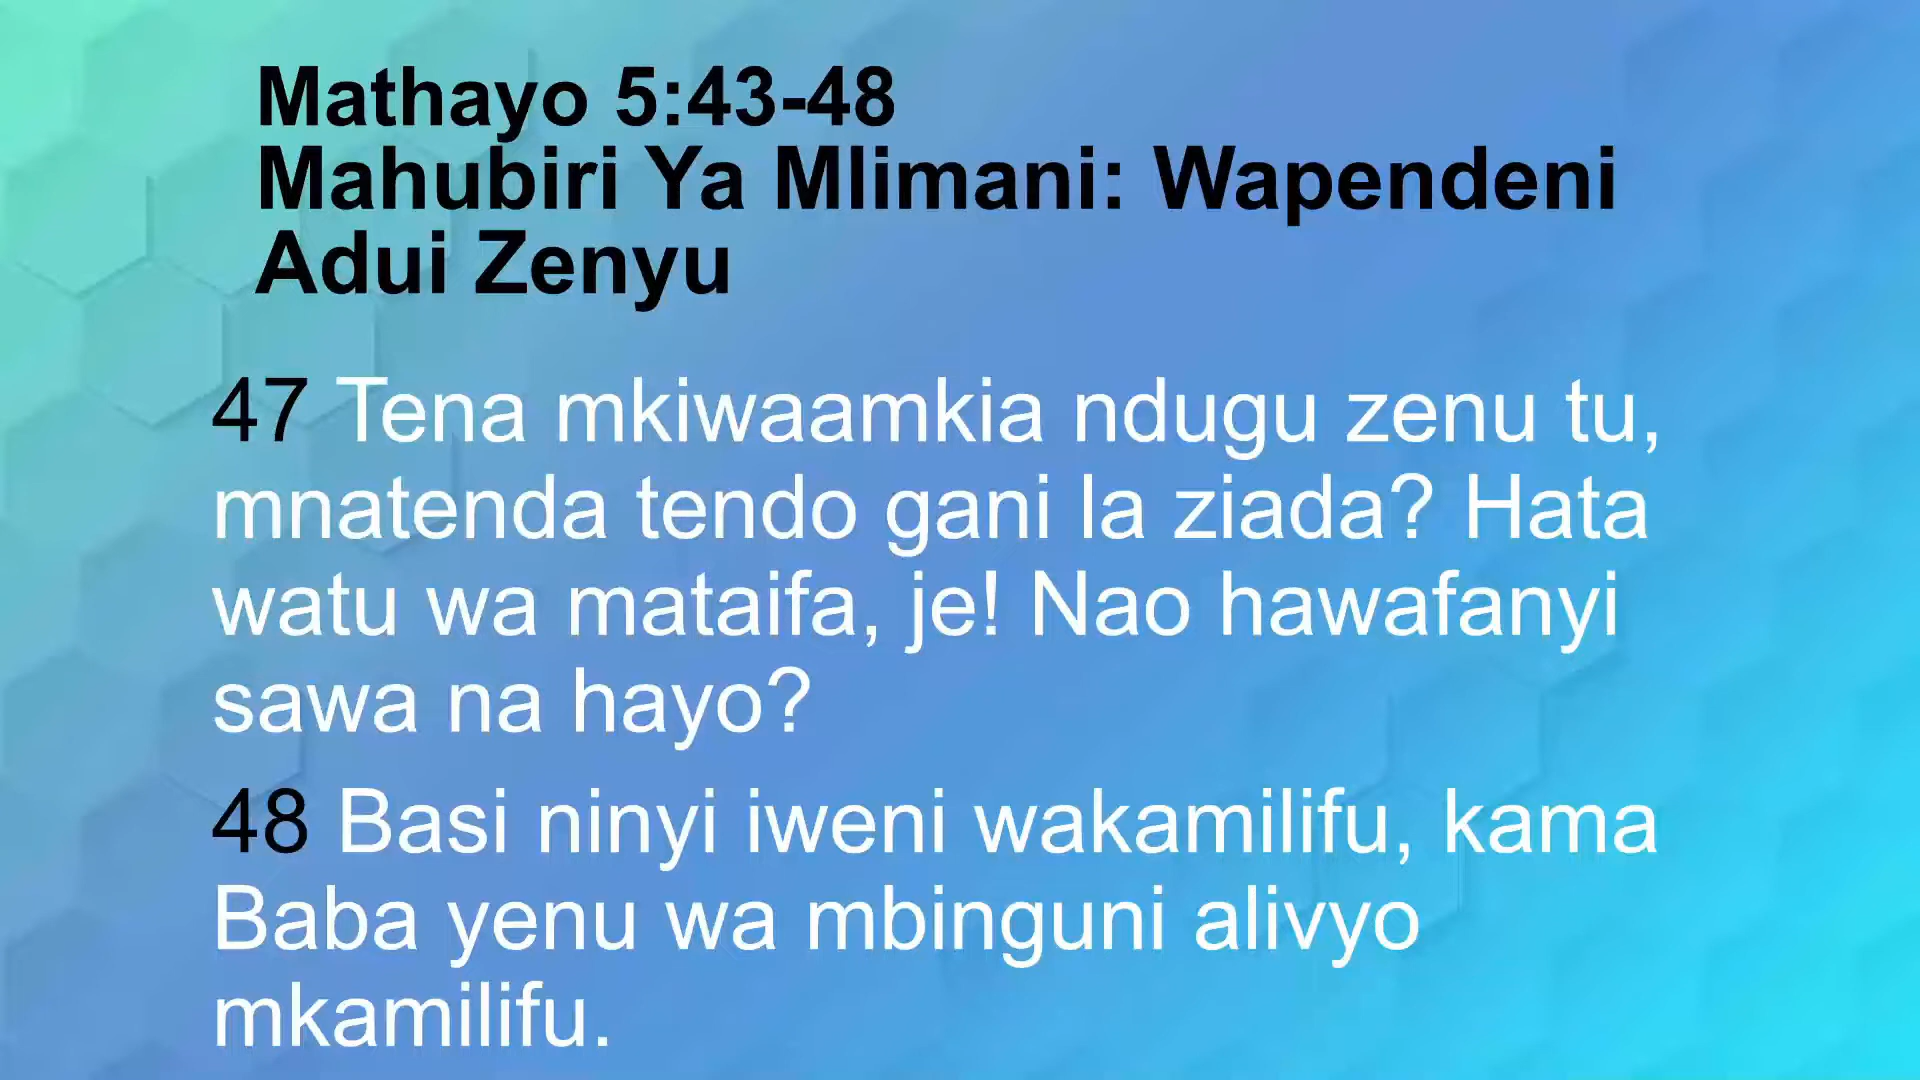 Mathayo 5:43-48
Mahubiri Ya Mlimani: Wapendeni
Adui Zenyu
47 Tena mkiwaamkia ndugu zenu tu,
mnatenda tendo gani la ziada? Hata
watu wa mataifa, je! Nao hawafanyi
sawa na hayo?
48 Basi ninyi iweni wakamilifu, kama
Baba yenu wa mbinguni alivyo
mkamilifu.